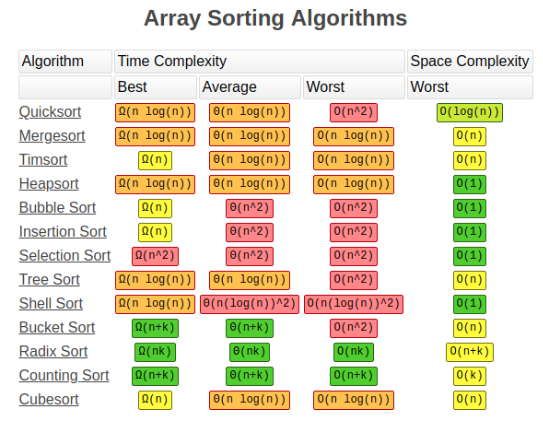 Array Sorting Algorithms
Algorithm Time Complexity Space Complexity
Best Average Worst Worst
Quicksort Ω(n log(n)) Θ(n log(n)) O(n^2) O(log(n))
Mergesort Ω(n log(n)) Θ(n log(n)) O(n log(n)) O(n)
Timsort Ω(n) Θ(n log(n)) O(n log(n)) O(n)
Heapsort Ω(n log(n)) Θ(n log(n)) O(n log(n)) O(1)
Bubble Sort Ω(n) Θ(n^2) O(n^2) O(1)
Insertion Sort Ω(n) Θ(n^2) O(n^2) O(1)
Selection Sort Ω(n^2) Θ(n^2) O(n^2) O(1)
Tree Sort Ω(n log(n)) Θ(n log(n)) O(n^2) O(n)
Shell Sort Ω(n log(n)) Θ(n(log(n))^2) O(n(log(n))^2) O(1)
Bucket Sort Ω(n+k) Θ(n+k) O(n^2) O(n)
Radix Sort Ω(nk) Θ(nk) O(nk) O(n+k)
Counting Sort Ω(n+k) Θ(n+k) O(n+k) O(k)
Cubesort Ω(n) Θ(n log(n)) O(n log(n)) O(n)